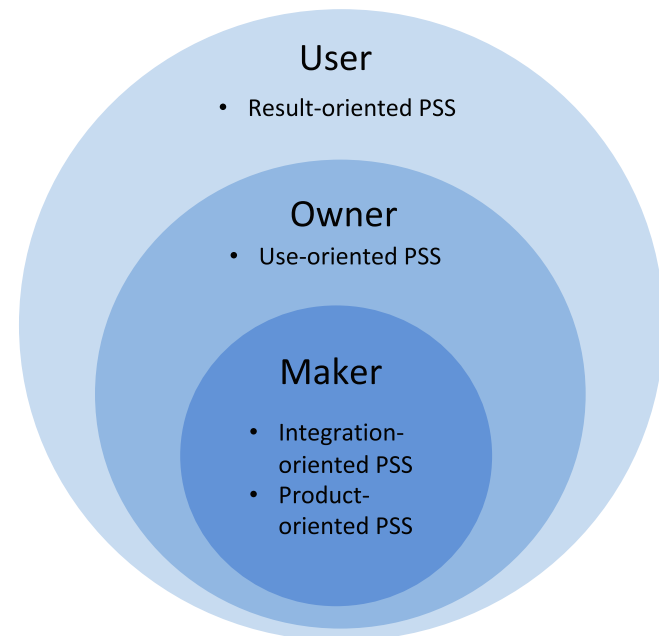 User
• Result-oriented PSS
Owner
• Use-oriented PSS
Maker
• Integration-
oriented PSS
• Product-
oriented PSS